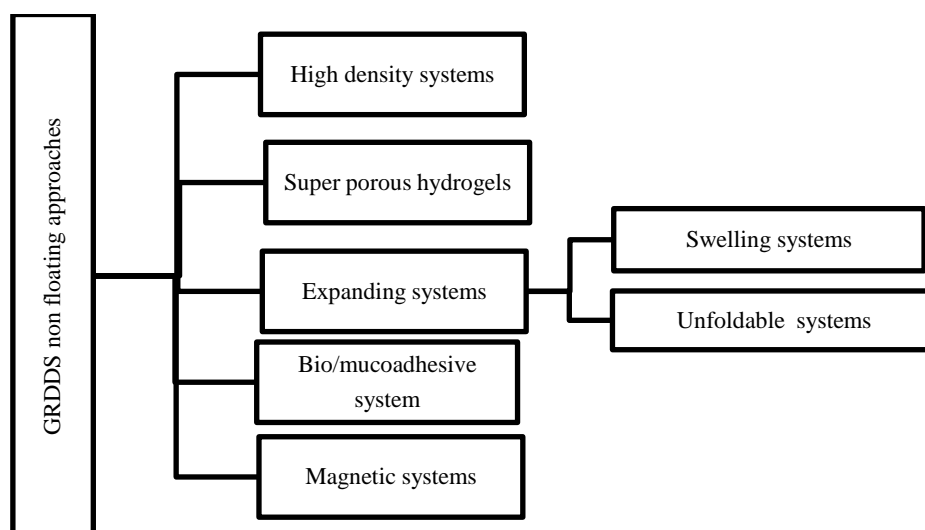 GRDDS non floating approaches
High density systems
Super porous hydrogels
Expanding systems
Swelling systems
Unfoldable systems
Bio/mucoadhesive
system
Magnetic systems